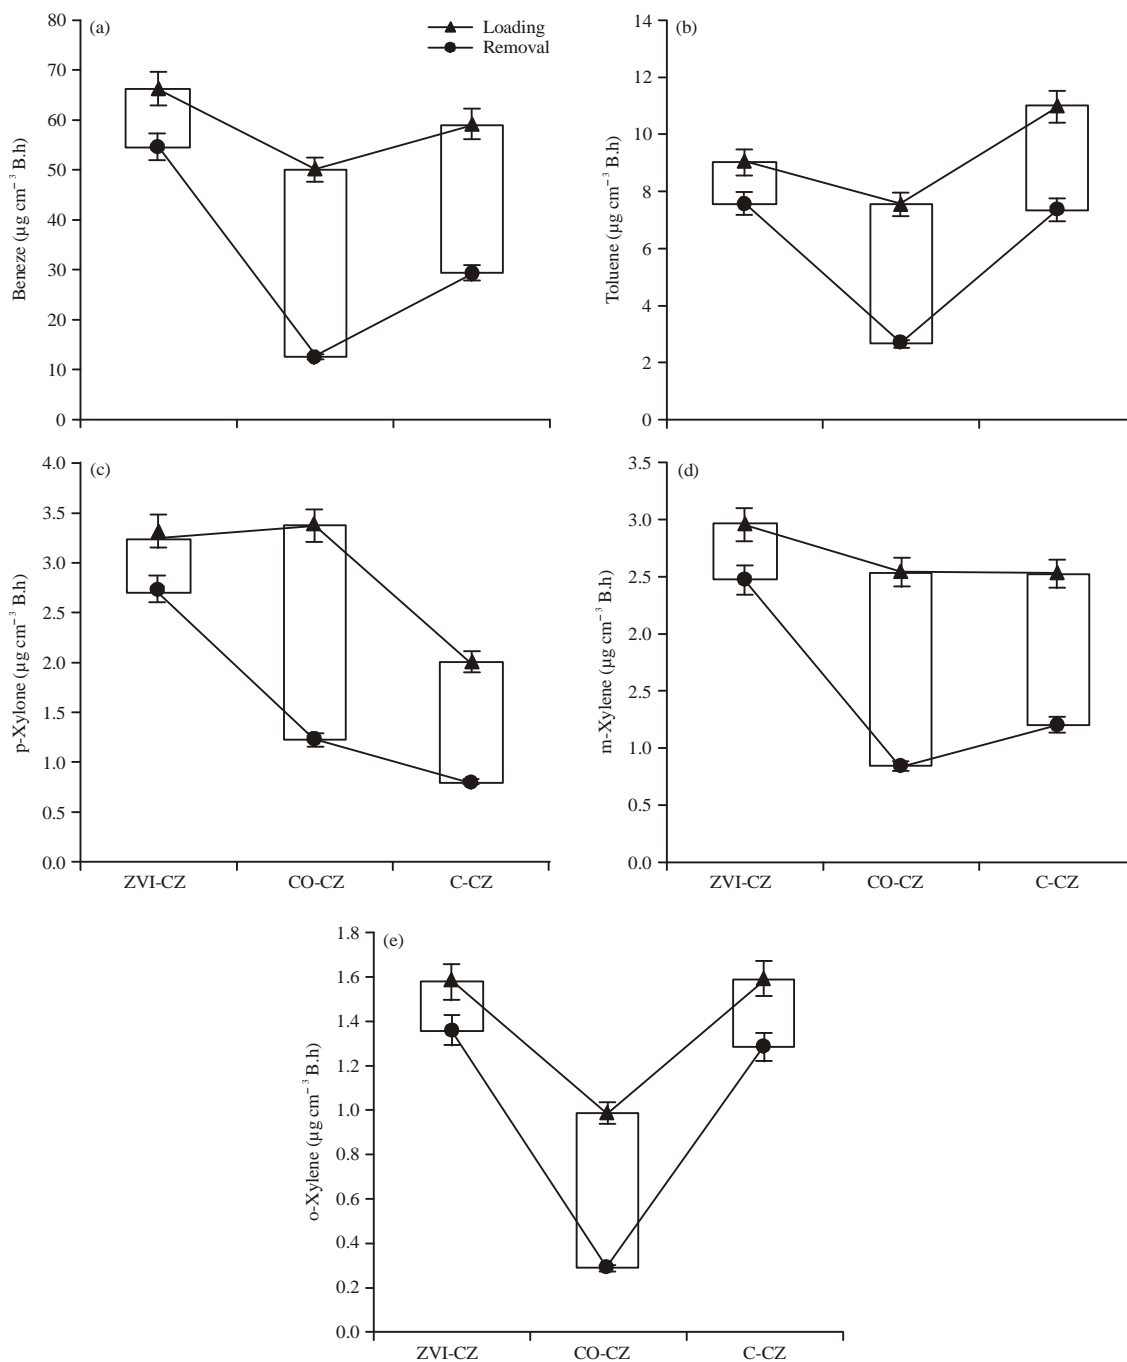 (a)
Loading
Removal
80
70
60
50
40
30
20
10
0
Beneze (µg cm⁻³ B.h)
(b)
14
12
10
8
6
4
2
0
Toluene (µg cm⁻³ B.h)
(c)
4.0
3.5
3.0
2.5
2.0
1.5
1.0
0.5
0.0
p-Xylone (µg cm⁻³ B.h)
ZVI-CZ CO-CZ C-CZ
(d)
3.5
3.0
2.5
2.0
2.5
1.0
0.5
0.0
m-Xylene (µg cm⁻³ B.h)
ZVI-CZ CO-CZ C-CZ
(e)
1.8
1.6
1.4
1.2
1.0
0.8
0.6
0.4
0.2
0.0
o-Xylene (µg cm⁻³ B.h)
ZVI-CZ CO-CZ C-CZ